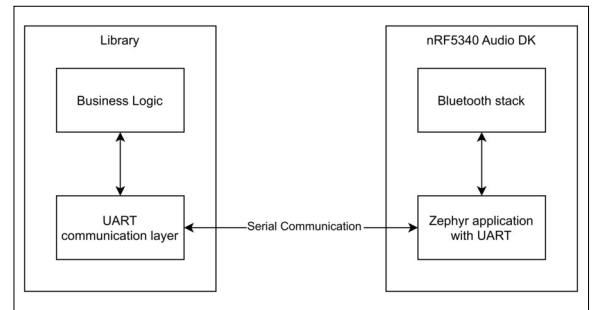 Library
Business Logic
UART
communication layer
Serial Communication
nRF5340 Audio DK
Bluetooth stack
Zephyr application
with UART